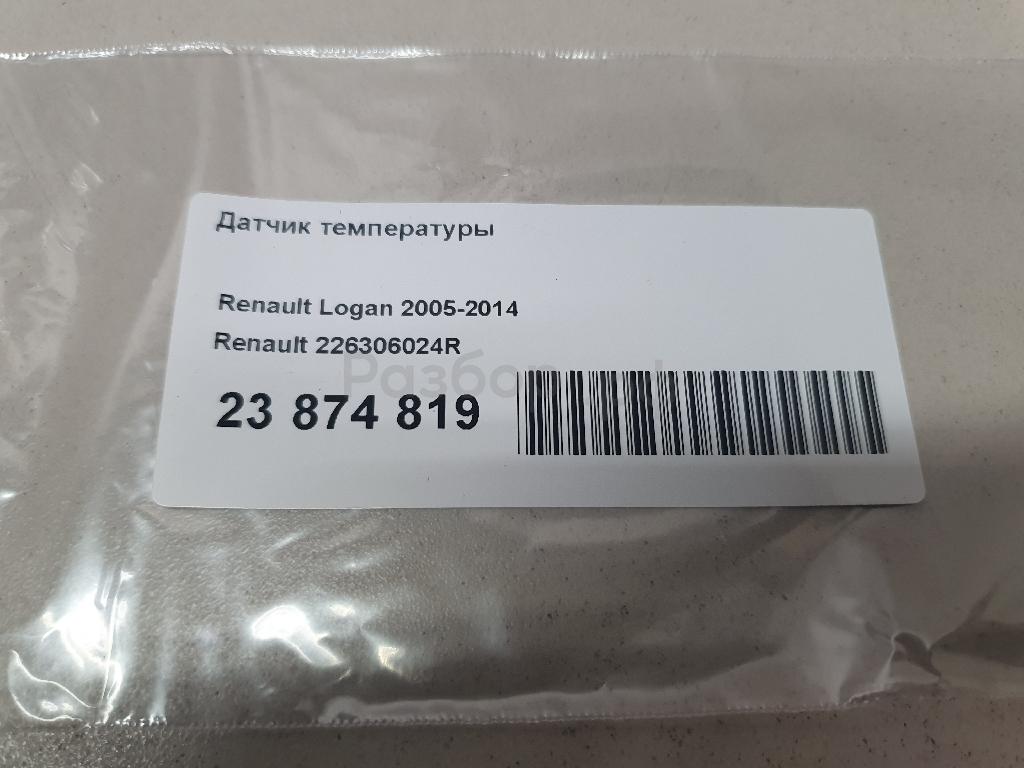 Датчик температуры
Renault Logan 2005-2014
Renault 226306024R
23 874 819